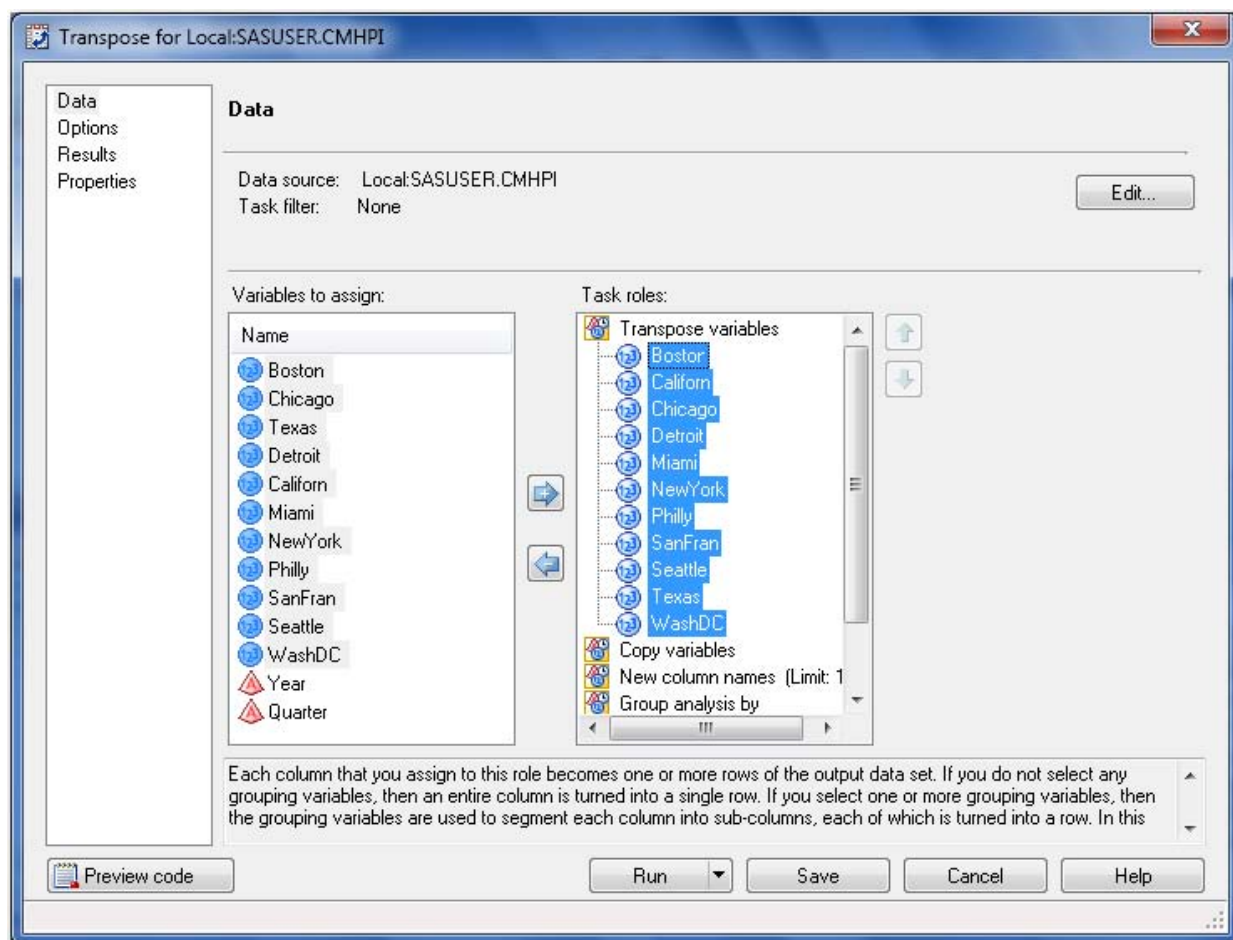 Transpose for Local:SASUSER.CMHPI
Data
Options
Results
Properties
Data
Data source: Local:SASUSER.CMHPI
Task filter: None
Edit...
Variables to assign:
Name
Boston
Chicago
Texas
Detroit
Californ
Miami
NewYork
Philly
SanFran
Seattle
WashDC
Year
Quarter
Task roles:
Transpose variables
Boston
Californ
Chicago
Detroit
Miami
NewYork
Philly
SanFran
Seattle
Texas
WashDC
Copy variables
New column names (Limit: 1
Group analysis by
Each column that you assign to this role becomes one or more rows of the output data set. If you do not select any
grouping variables, then an entire column is turned into a single row. If you select one or more grouping variables, then
the grouping variables are used to segment each column into sub-columns, each of which is turned into a row. In this
Preview code
Run
Save
Cancel
Help